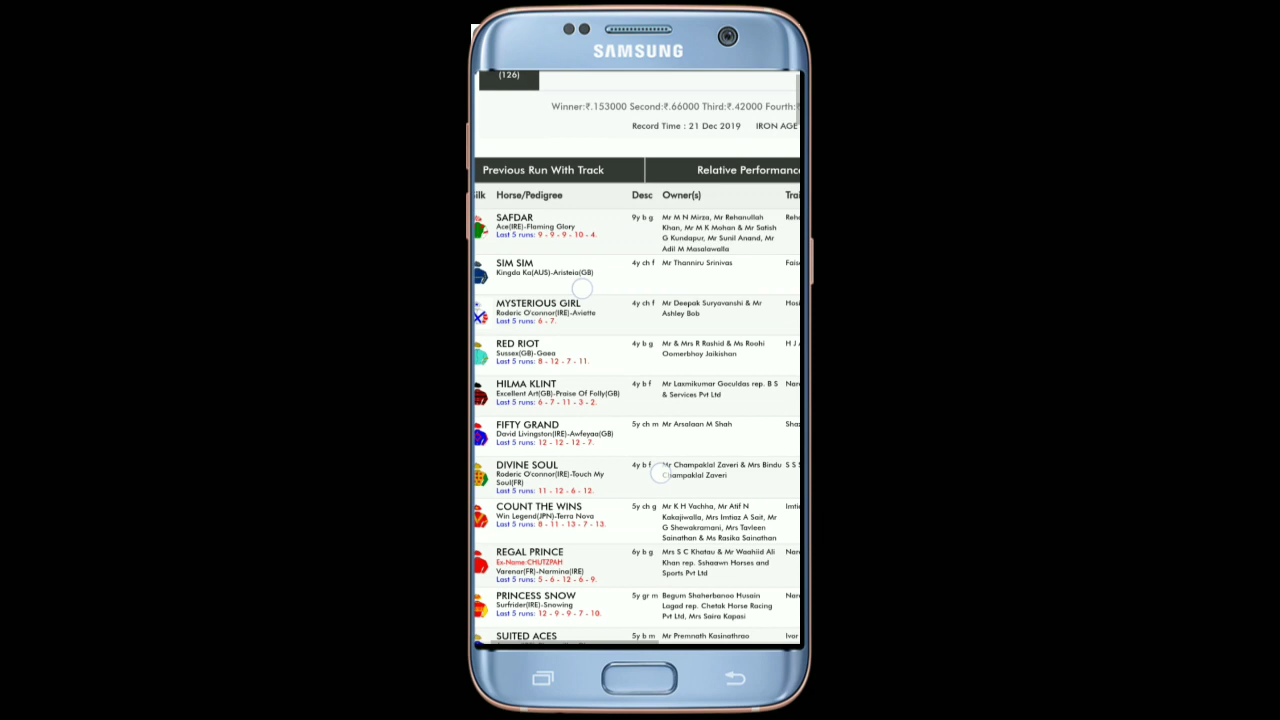 SAMSUNG
(126)
Winner:₹.153000 Second:₹.66000 Third:₹.42000 Fourth:
Record Time : 21 Dec 2019 IRON AGE
Previous Run With Track Relative Performance
Horse/Pedigree Desc Owner(s)
SAFDAR 9y b g Mr M N Mirza, Mr Rehanullah
Ace(IRE)-Flaming Glory Khan, Mr M K Mohan & Mr Satish
Last 5 runs: 9 - 9 - 9 - 10 - 4. G Kundapur, Mr Sunil Anand, Mr
Adil M Masalawalla
SIM SIM 4y ch f Mr Thanniru Srinivas
Kingda Ka(AUS)-Aristeia(GB)
MYSTERIOUS GIRL 4y ch f Mr Deepak Suryavanshi & Mr
Roderic O'connor(IRE)-Aviette Ashley Bob
Last 5 runs: 6 - 7.
RED RIOT 4y b g Mr & Mrs R Rashid & Ms Roohi H J
Sussex(GB)-Gaea Oomerbhoy Jaikishan
Last 5 runs: 8 - 12 - 7 - 11.
HILMA KLINT 4y b f Mr Laxmikumar Goculdas rep. B S
Excellent Art(GB)-Praise Of Folly(GB) & Services Pvt Ltd
Last 5 runs: 6 - 7 - 11 - 3 - 2.
FIFTY GRAND 5y ch m Mr Arsalaan M Shah
David Livingston(IRE)-Awfeyaa(GB)
Last 5 runs: 12 - 12 - 12 - 7.
DIVINE SOUL 4y b f Mr Champaklal Zaveri & Mrs Bindu S S
Roderic O'connor(IRE)-Touch My Champaklal Zaveri
Soul(FR)
Last 5 runs: 11 - 12 - 6 - 12.
COUNT THE WINS 5y ch g Mr K H Vachha, Mr Atif N
Win Legend(JPN)-Terra Nova Kakajiwalla, Mrs Imtiaz A Sait, Mr
Last 5 runs: 8 - 11 - 13 - 7 - 13. G Shewakramani, Mrs Tavleen
Sainathan & Ms Rasika Sainathan
REGAL PRINCE 6y b g Mrs S C Khatau & Mr Waahiid Ali
Ex-Name CHUTZPAH Khan rep. Sshaawn Horses and
Varenar(FR)-Narmina(IRE) Sports Pvt Ltd
Last 5 runs: 5 - 6 - 12 - 6 - 9.
PRINCESS SNOW 5y gr m Begum Shaherbanoo Husain
Surfrider(IRE)-Snowing Lagad rep. Chetak Horse Racing
Last 5 runs: 12 - 9 - 9 - 7 - 10. Pvt Ltd, Mrs Saira Kapasi
SUITED ACES 5y b m Mr Premnath Kasinathrao Ivor